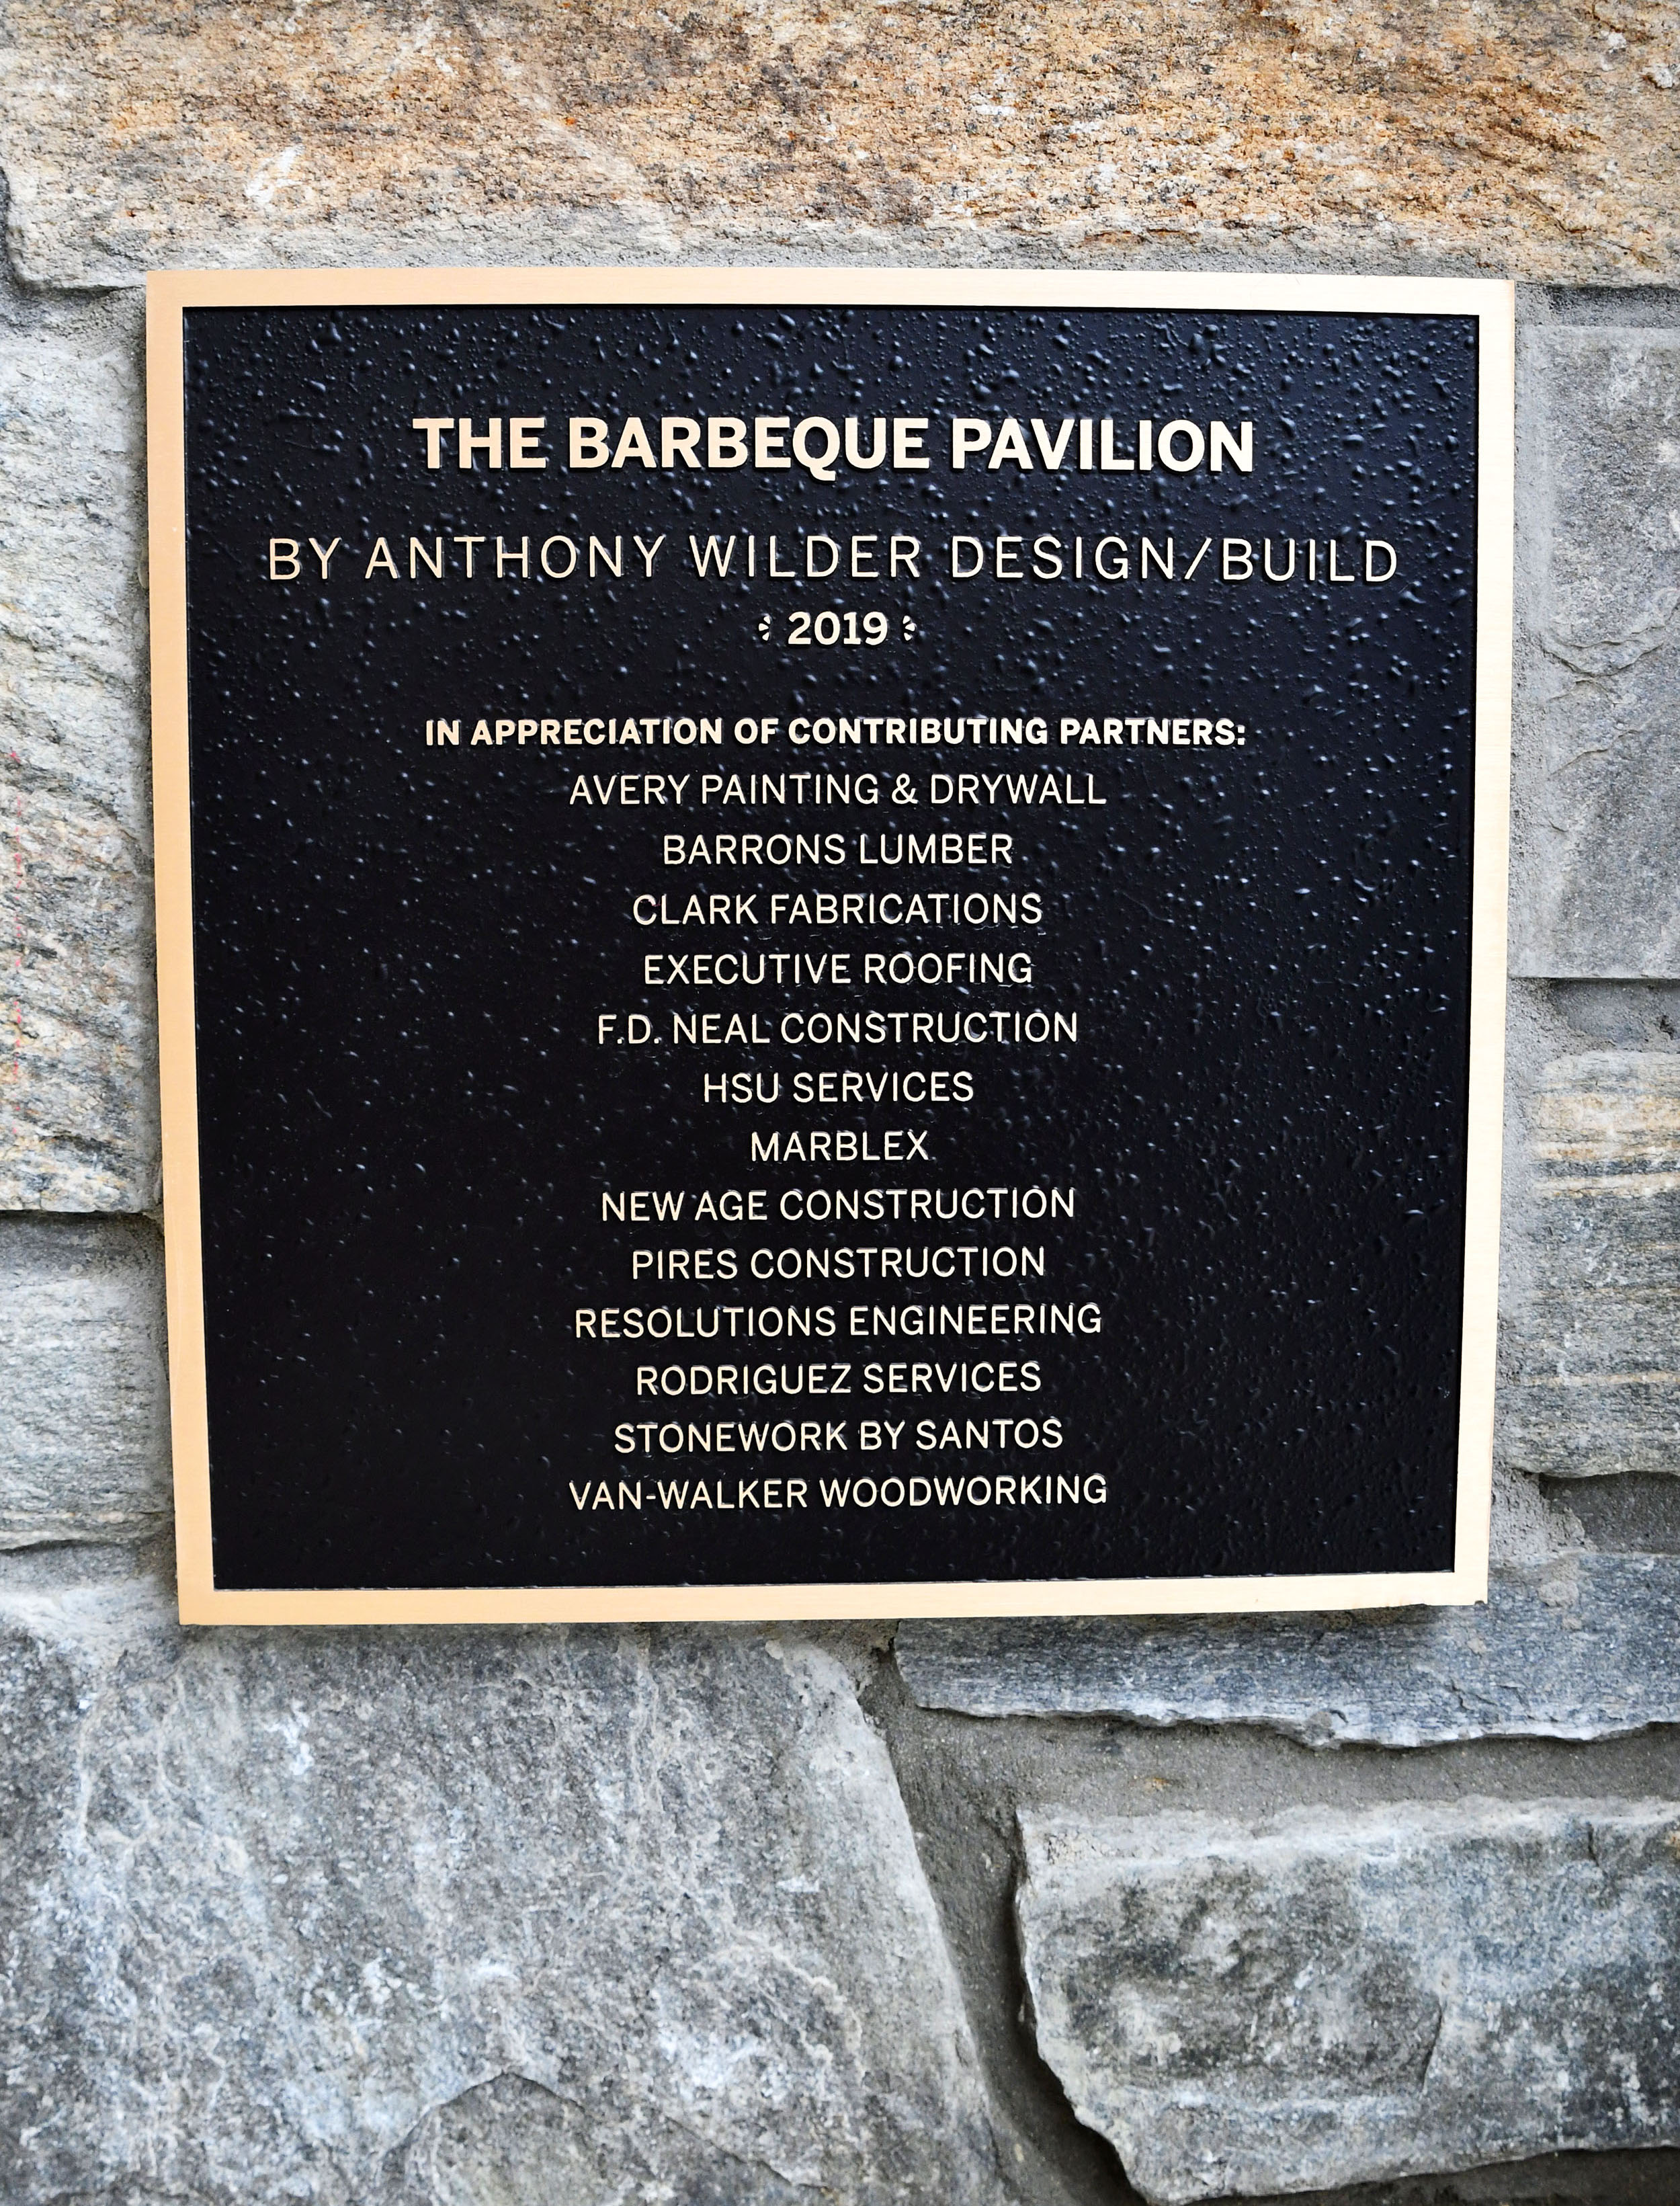 THE BARBEQUE PAVILION
BY ANTHONY WILDER DESIGN/BUILD
2019
IN APPRECIATION OF CONTRIBUTING PARTNERS:
AVERY PAINTING & DRYWALL
BARRONS LUMBER
CLARK FABRICATIONS
EXECUTIVE ROOFING
F.D. NEAL CONSTRUCTION
HSU SERVICES
MARBLEX
NEW AGE CONSTRUCTION
PIRES CONSTRUCTION
RESOLUTIONS ENGINEERING
RODRIGUEZ SERVICES
STONEWORK BY SANTOS
VAN-WALKER WOODWORKING